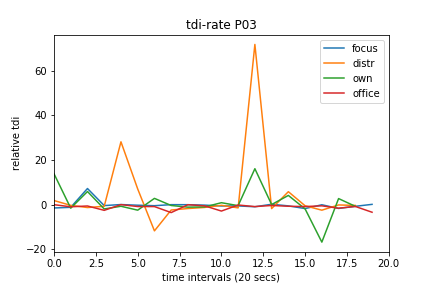 tdi-rate P03
focus
distr
own
office
relative tdi
60
40
20
0
−20
0.0 2.5 5.0 7.5 10.0 12.5 15.0 17.5 20.0
time intervals (20 secs)